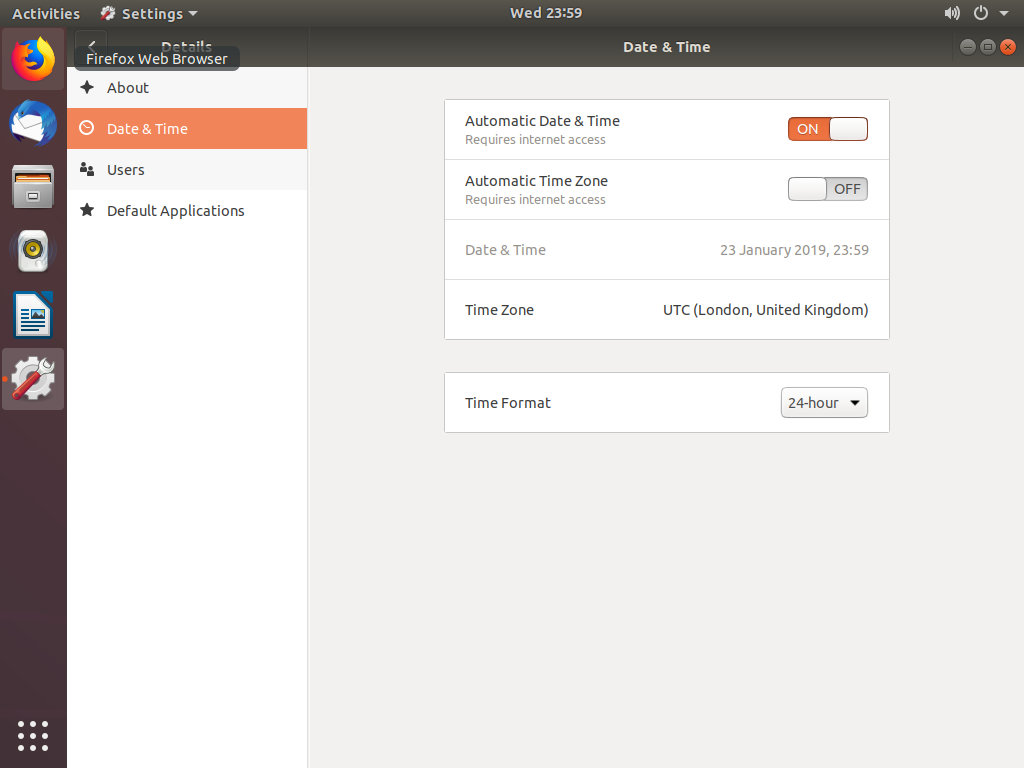 Activities Settings Wed 23:59
Details Date & Time
Firefox Web Browser
About
Date & Time
Users
Default Applications
Automatic Date & Time
Requires internet access
ON
Automatic Time Zone
Requires internet access
OFF
Date & Time 23 January 2019, 23:59
Time Zone UTC (London, United Kingdom)
Time Format 24-hour